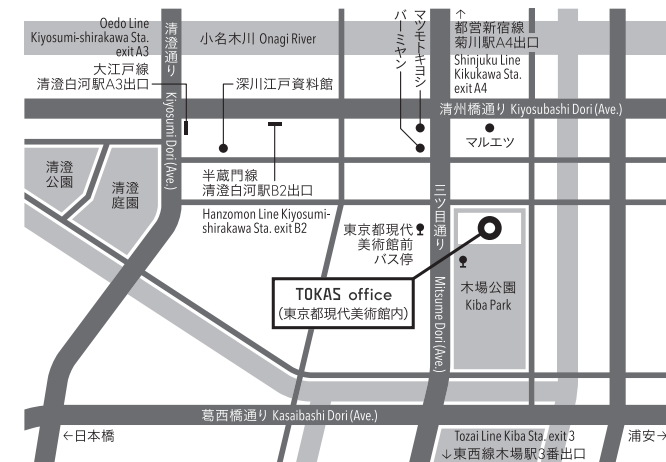 Oedo Line
Kiyosumi-shirakawa Sta.
exit A3
大江戸線
清澄白河駅A3出口
清澄通り
Kiyosumi Dori (Ave.)
小名木川 Onagi River
深川江戸資料館
バーミヤン
マツモトキヨシ
↑
都営新宿線
菊川駅A4出口
Shinjuku Line
Kikukawa Sta.
exit A4
清州橋通り Kiyosubashi Dori (Ave.)
マルエツ
清澄
公園
清澄
庭園
半蔵門線
清澄白河駅B2出口
Hanzomon Line Kiyosumi-
shirakawa Sta. exit B2
三ツ目通り
Mitsume Dori (Ave.)
東京都現代
美術館前
バス停
TOKAS office
(東京都現代美術館内)
木場公園
Kiba Park
葛西橋通り Kasaibashi Dori (Ave.)
←日本橋
Tozai Line Kiba Sta. exit 3
↓東西線木場駅3番出口
浦安→